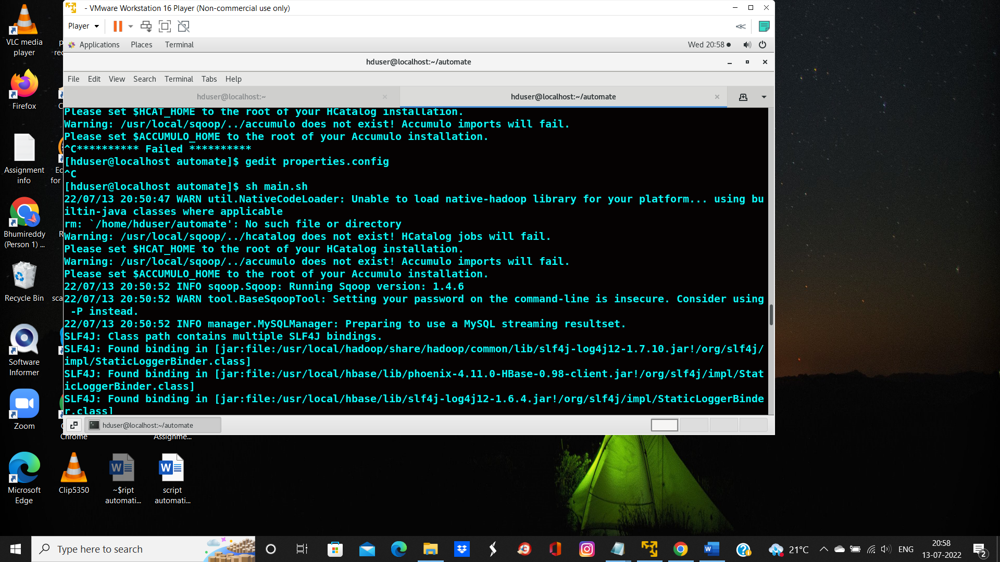 - VMware Workstation 16 Player (Non-commercial use only)
Player
Applications Places Terminal
Wed 20:58
hduser@localhost:~/automate
File Edit View Search Terminal Tabs Help
hduser@localhost:~
hduser@localhost:~/automate
Please set $HCAT_HOME to the root of your HCatalog installation.
Warning: /usr/local/sqoop/../accumulo does not exist! Accumulo imports will fail.
Please set $ACCUMULO_HOME to the root of your Accumulo installation.
^C********** Failed **********
[hduser@localhost automate]$ gedit properties.config
^C
[hduser@localhost automate]$ sh main.sh
22/07/13 20:50:47 WARN util.NativeCodeLoader: Unable to load native-hadoop library for your platform... using bu
iltin-java classes where applicable
rm: `/home/hduser/automate': No such file or directory
Warning: /usr/local/sqoop/../hcatalog does not exist! HCatalog jobs will fail.
Please set $HCAT_HOME to the root of your HCatalog installation.
Warning: /usr/local/sqoop/../accumulo does not exist! Accumulo imports will fail.
Please set $ACCUMULO_HOME to the root of your Accumulo installation.
22/07/13 20:50:52 INFO sqoop.Sqoop: Running Sqoop version: 1.4.6
22/07/13 20:50:52 WARN tool.BaseSqoopTool: Setting your password on the command-line is insecure. Consider using
-P instead.
22/07/13 20:50:52 INFO manager.MySQLManager: Preparing to use a MySQL streaming resultset.
SLF4J: Class path contains multiple SLF4J bindings.
SLF4J: Found binding in [jar:file:/usr/local/hadoop/share/hadoop/common/lib/slf4j-log4j12-1.7.10.jar!/org/slf4j/
impl/StaticLoggerBinder.class]
SLF4J: Found binding in [jar:file:/usr/local/hbase/lib/phoenix-4.11.0-HBase-0.98-client.jar!/org/slf4j/impl/Stat
icLoggerBinder.class]
SLF4J: Found binding in [jar:file:/usr/local/hbase/lib/slf4j-log4j12-1.6.4.jar!/org/slf4j/impl/StaticLoggerBinde
r.class]
hduser@localhost:~/automate
VLC media
player
Firefox
Assignment
info
Bhumireddy
(Person 1) ...
Recycle Bin
Software
Informer
Zoom
Microsoft
Edge
p
rec
C
Ec
for
R
sca
Chrome
Assignme...
Clip5350
~$ript
automati...
script
automati...
Type here to search
21°C
ENG
20:58
13-07-2022
2